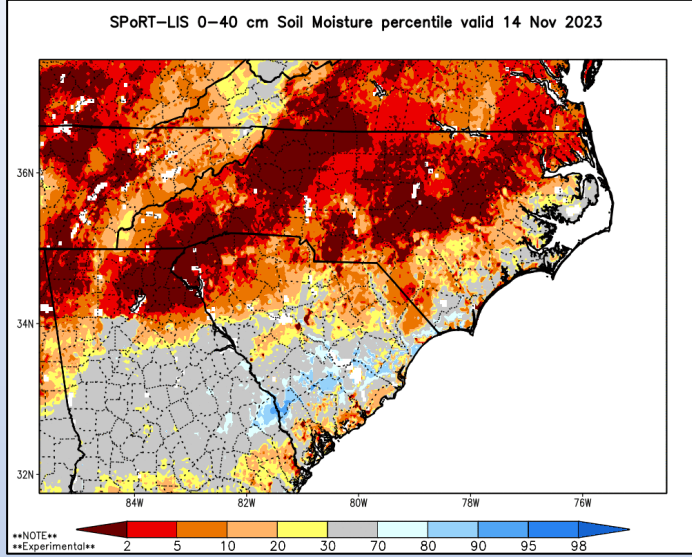 SPoRT-LIS 0-40 cm Soil Moisture percentile valid 14 Nov 2023
36N
34N
32N
84W 82W 80W 78W 76W
**NOTE**
**Experimental**
2 5 10 20 30 70 80 90 95 98